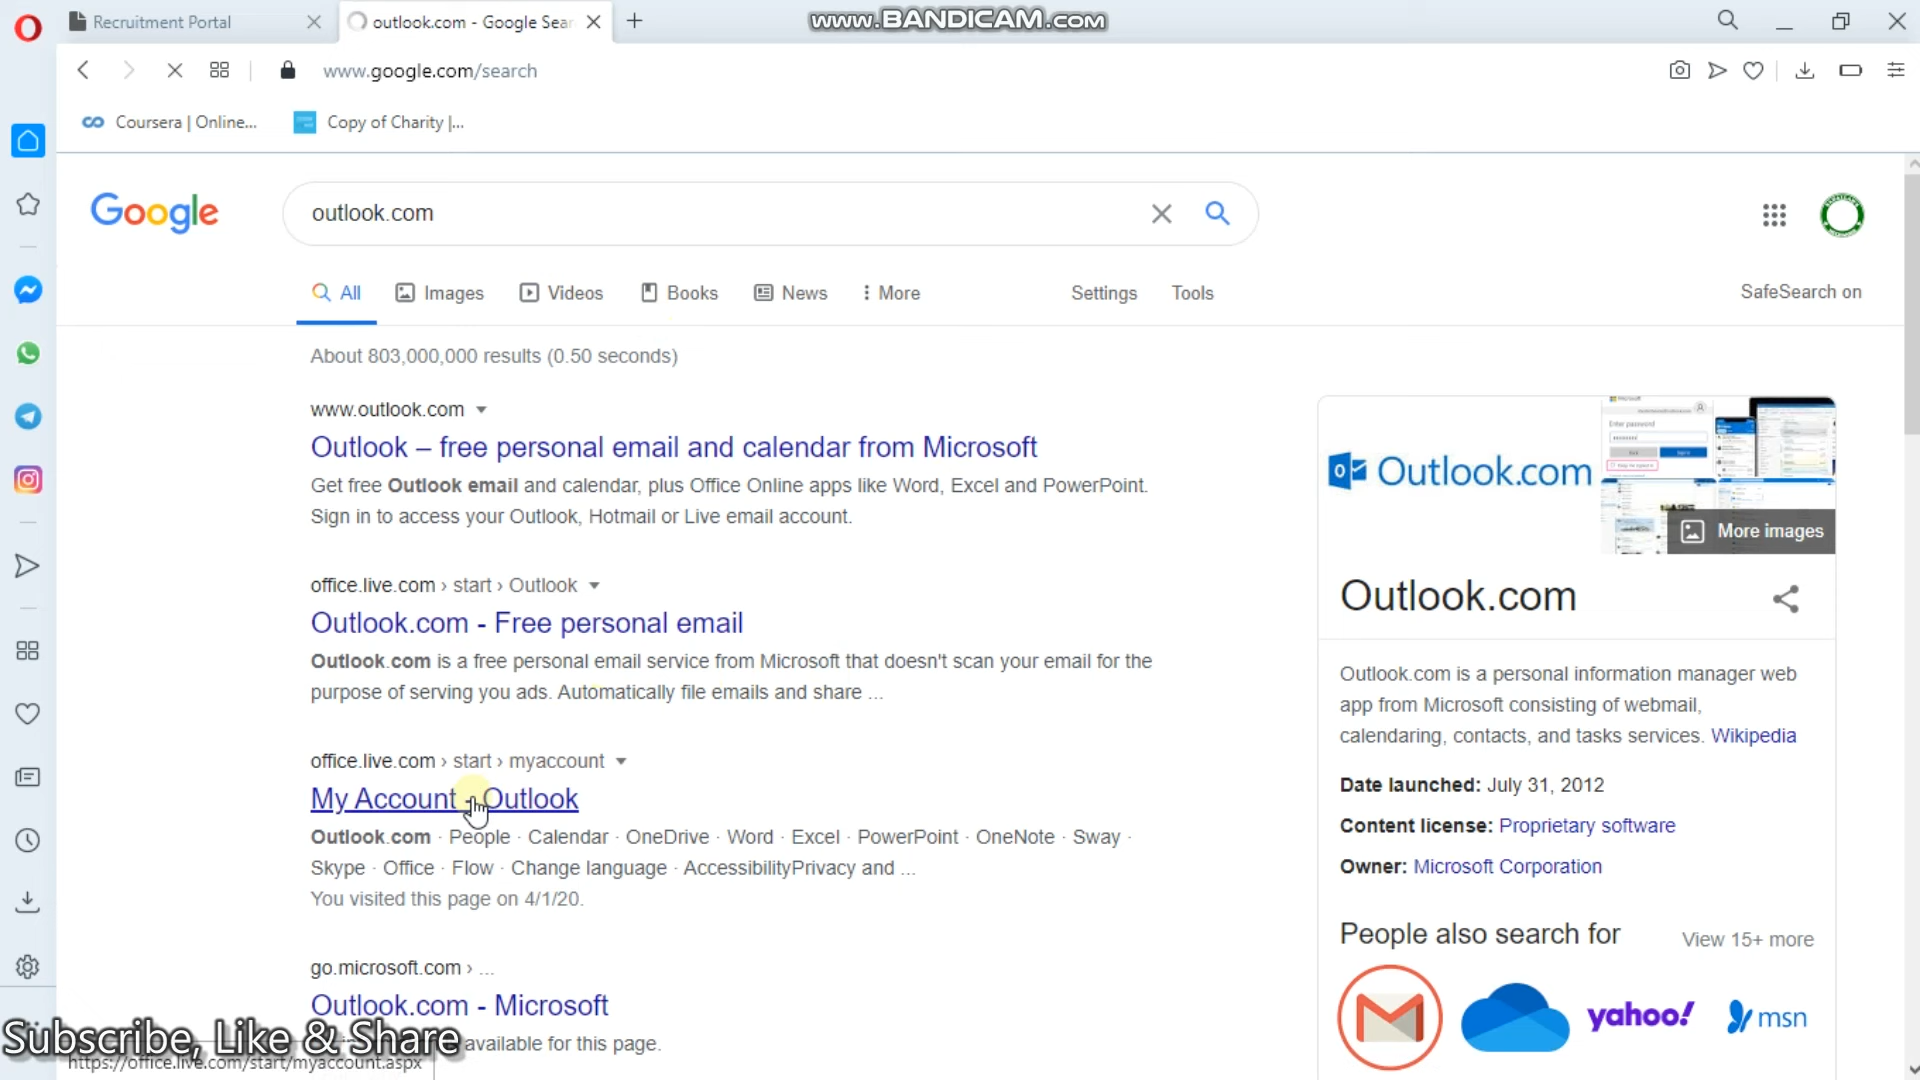 Recruitment Portal
outlook.com - Google Sear
www.BANDICAM.com
www.google.com/search
Coursera | Online...
Copy of Charity |...
Google
outlook.com
All
Images
Videos
Books
News
More
Settings
Tools
SafeSearch on
About 803,000,000 results (0.50 seconds)
www.outlook.com
Outlook – free personal email and calendar from Microsoft
Get free Outlook email and calendar, plus Office Online apps like Word, Excel and PowerPoint.
Sign in to access your Outlook, Hotmail or Live email account.
office.live.com › start › Outlook
Outlook.com - Free personal email
Outlook.com is a free personal email service from Microsoft that doesn't scan your email for the
purpose of serving you ads. Automatically file emails and share ...
office.live.com › start › myaccount
My Account - Outlook
Outlook.com · People · Calendar · OneDrive · Word · Excel · PowerPoint · OneNote · Sway ·
Skype · Office · Flow · Change language · AccessibilityPrivacy and ...
You visited this page on 4/1/20.
go.microsoft.com › ...
Outlook.com - Microsoft
available for this page.
Subscribe, Like & Share
https://office.live.com/start/myaccount.aspx
Outlook.com
Enter password
More images
Outlook.com
Outlook.com is a personal information manager web
app from Microsoft consisting of webmail,
calendaring, contacts, and tasks services. Wikipedia
Date launched: July 31, 2012
Content license: Proprietary software
Owner: Microsoft Corporation
People also search for
View 15+ more
yahoo!
msn